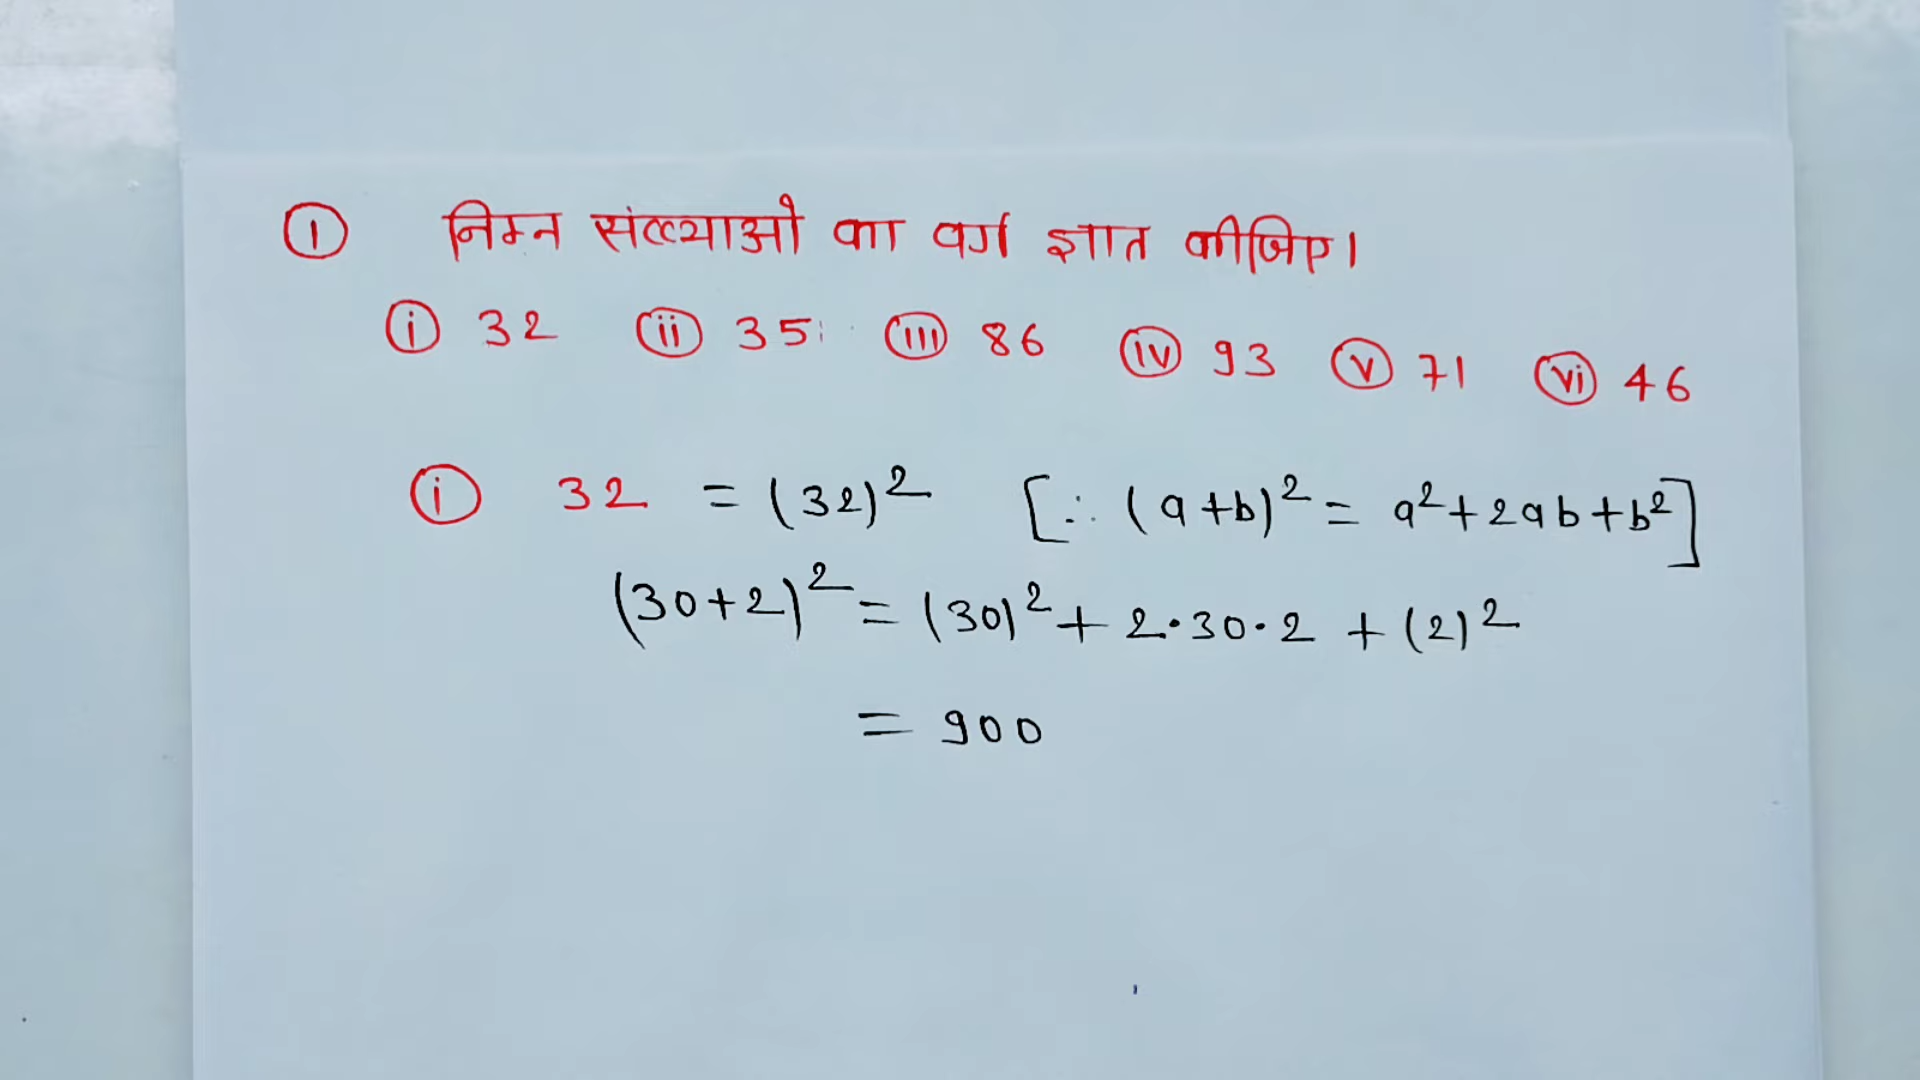 ① निम्न संख्याओं का वर्ग ज्ञात कीजिए।
ⓘ 32 (ii) 35 (iii) 86 (iv) 93 (v) 71 (vi) 46
ⓘ 32 = (32)² [∴ (a+b)² = a²+2ab+b²]
(30+2)² = (30)² + 2·30·2 + (2)²
= 900